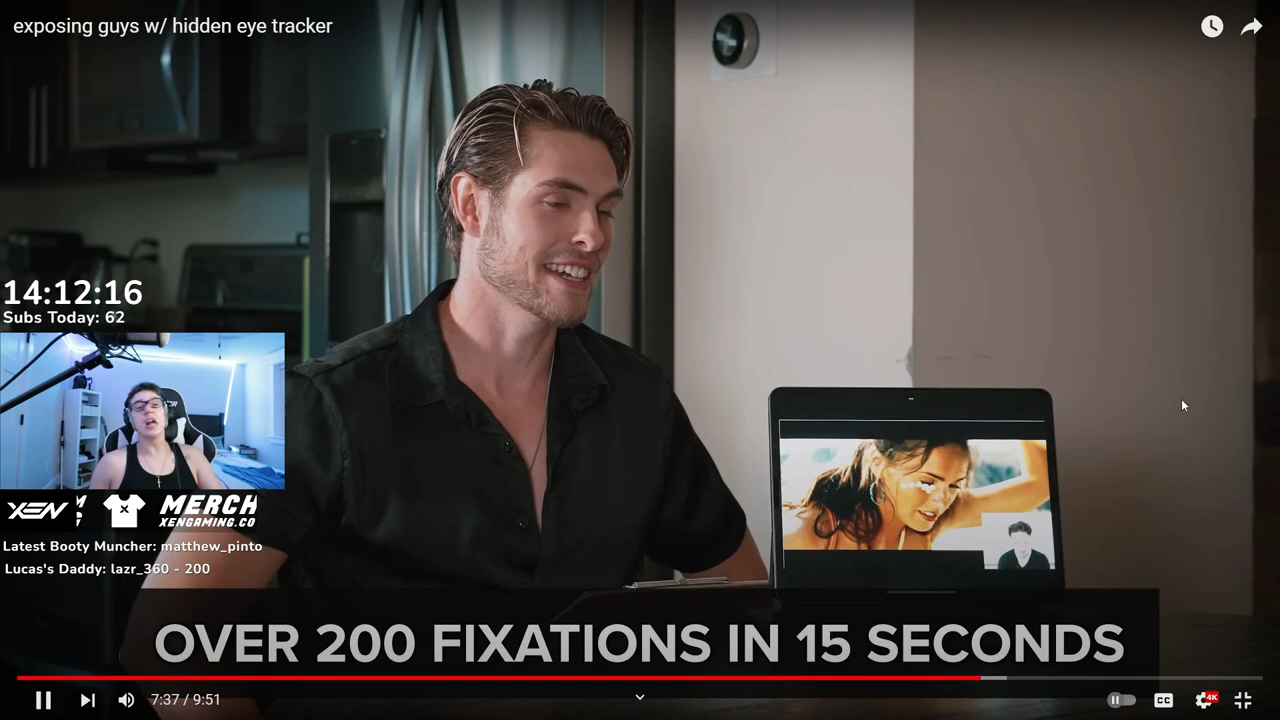 exposing guys w/ hidden eye tracker
14:12:16
Subs Today: 62
XEN
MERCH
XENGAMING.CO
Latest Booty Muncher: matthew_pinto
Lucas's Daddy: lazr_360 - 200
OVER 200 FIXATIONS IN 15 SECONDS
7:37 / 9:51
CC
4K